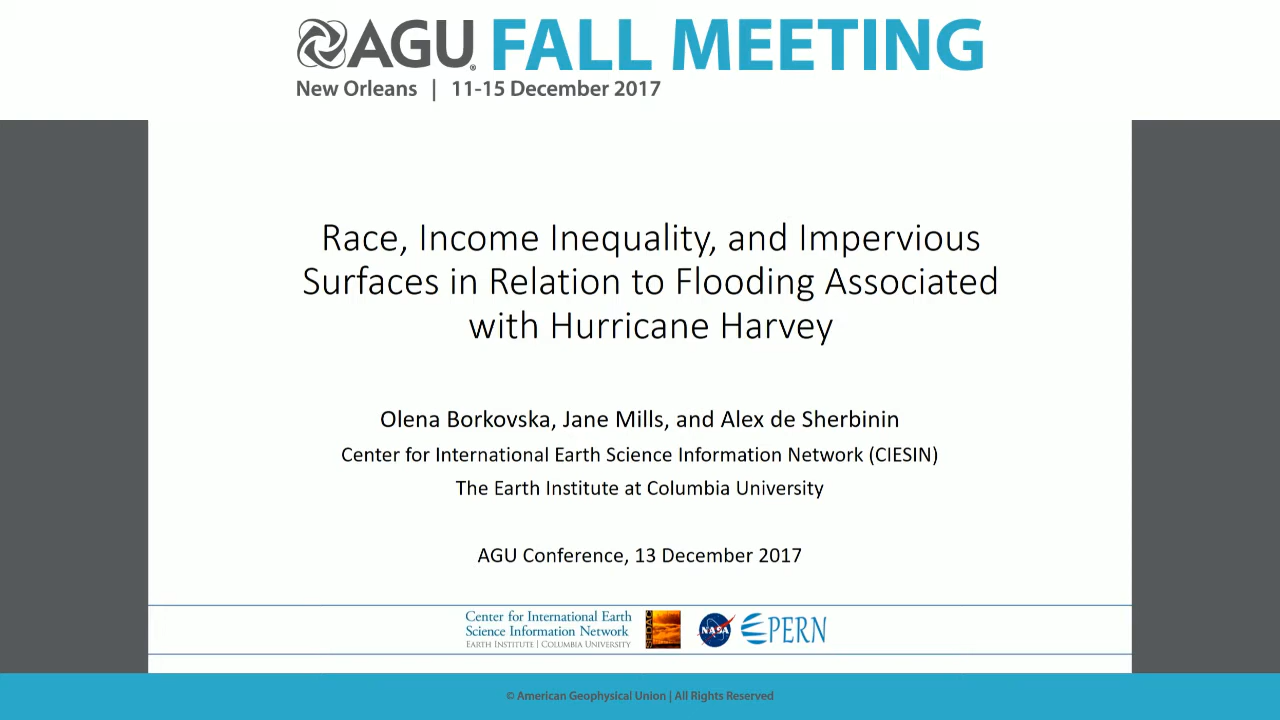 AGU FALL MEETING
New Orleans | 11-15 December 2017
Race, Income Inequality, and Impervious
Surfaces in Relation to Flooding Associated
with Hurricane Harvey
Olena Borkovska, Jane Mills, and Alex de Sherbinin
Center for International Earth Science Information Network (CIESIN)
The Earth Institute at Columbia University
AGU Conference, 13 December 2017
Center for International Earth
Science Information Network
EARTH INSTITUTE | COLUMBIA UNIVERSITY
SEDAC
NASA
PERN
© American Geophysical Union | All Rights Reserved